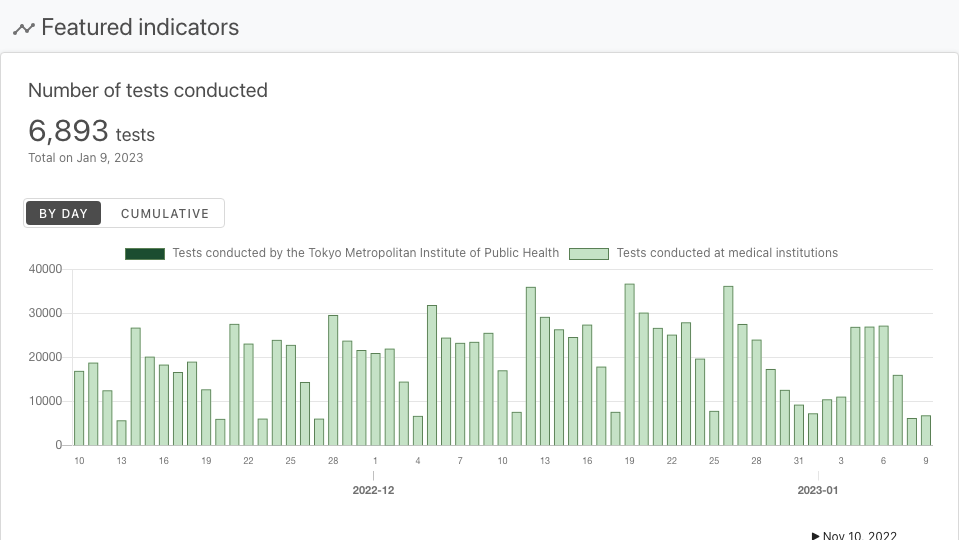 Featured indicators
Number of tests conducted
6,893 tests
Total on Jan 9, 2023
BY DAY CUMULATIVE
Tests conducted by the Tokyo Metropolitan Institute of Public Health Tests conducted at medical institutions
40000
30000
20000
10000
0
10 13 16 19 22 25 28 1 4 7 10 13 16 19 22 25 28 31 3 6 9
2022-12 2023-01
Nov 10, 2022